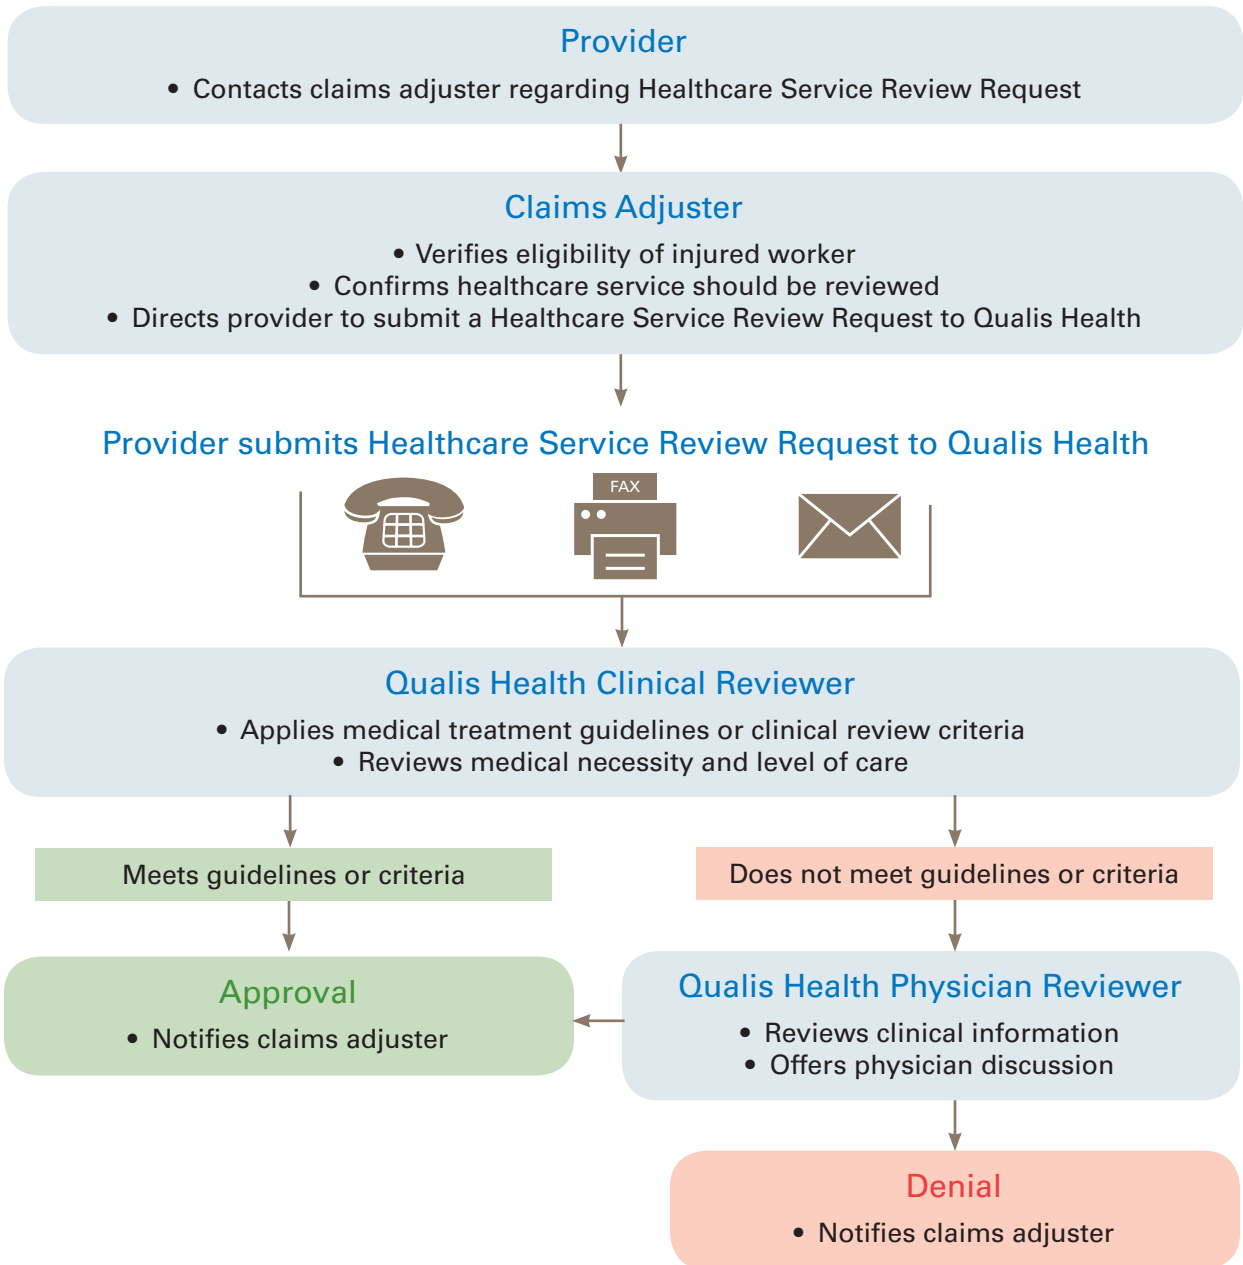 Provider
• Contacts claims adjuster regarding Healthcare Service Review Request
Claims Adjuster
• Verifies eligibility of injured worker
• Confirms healthcare service should be reviewed
• Directs provider to submit a Healthcare Service Review Request to Qualis Health
Provider submits Healthcare Service Review Request to Qualis Health
FAX
Qualis Health Clinical Reviewer
• Applies medical treatment guidelines or clinical review criteria
• Reviews medical necessity and level of care
Meets guidelines or criteria
Does not meet guidelines or criteria
Approval
• Notifies claims adjuster
Qualis Health Physician Reviewer
• Reviews clinical information
• Offers physician discussion
Denial
• Notifies claims adjuster